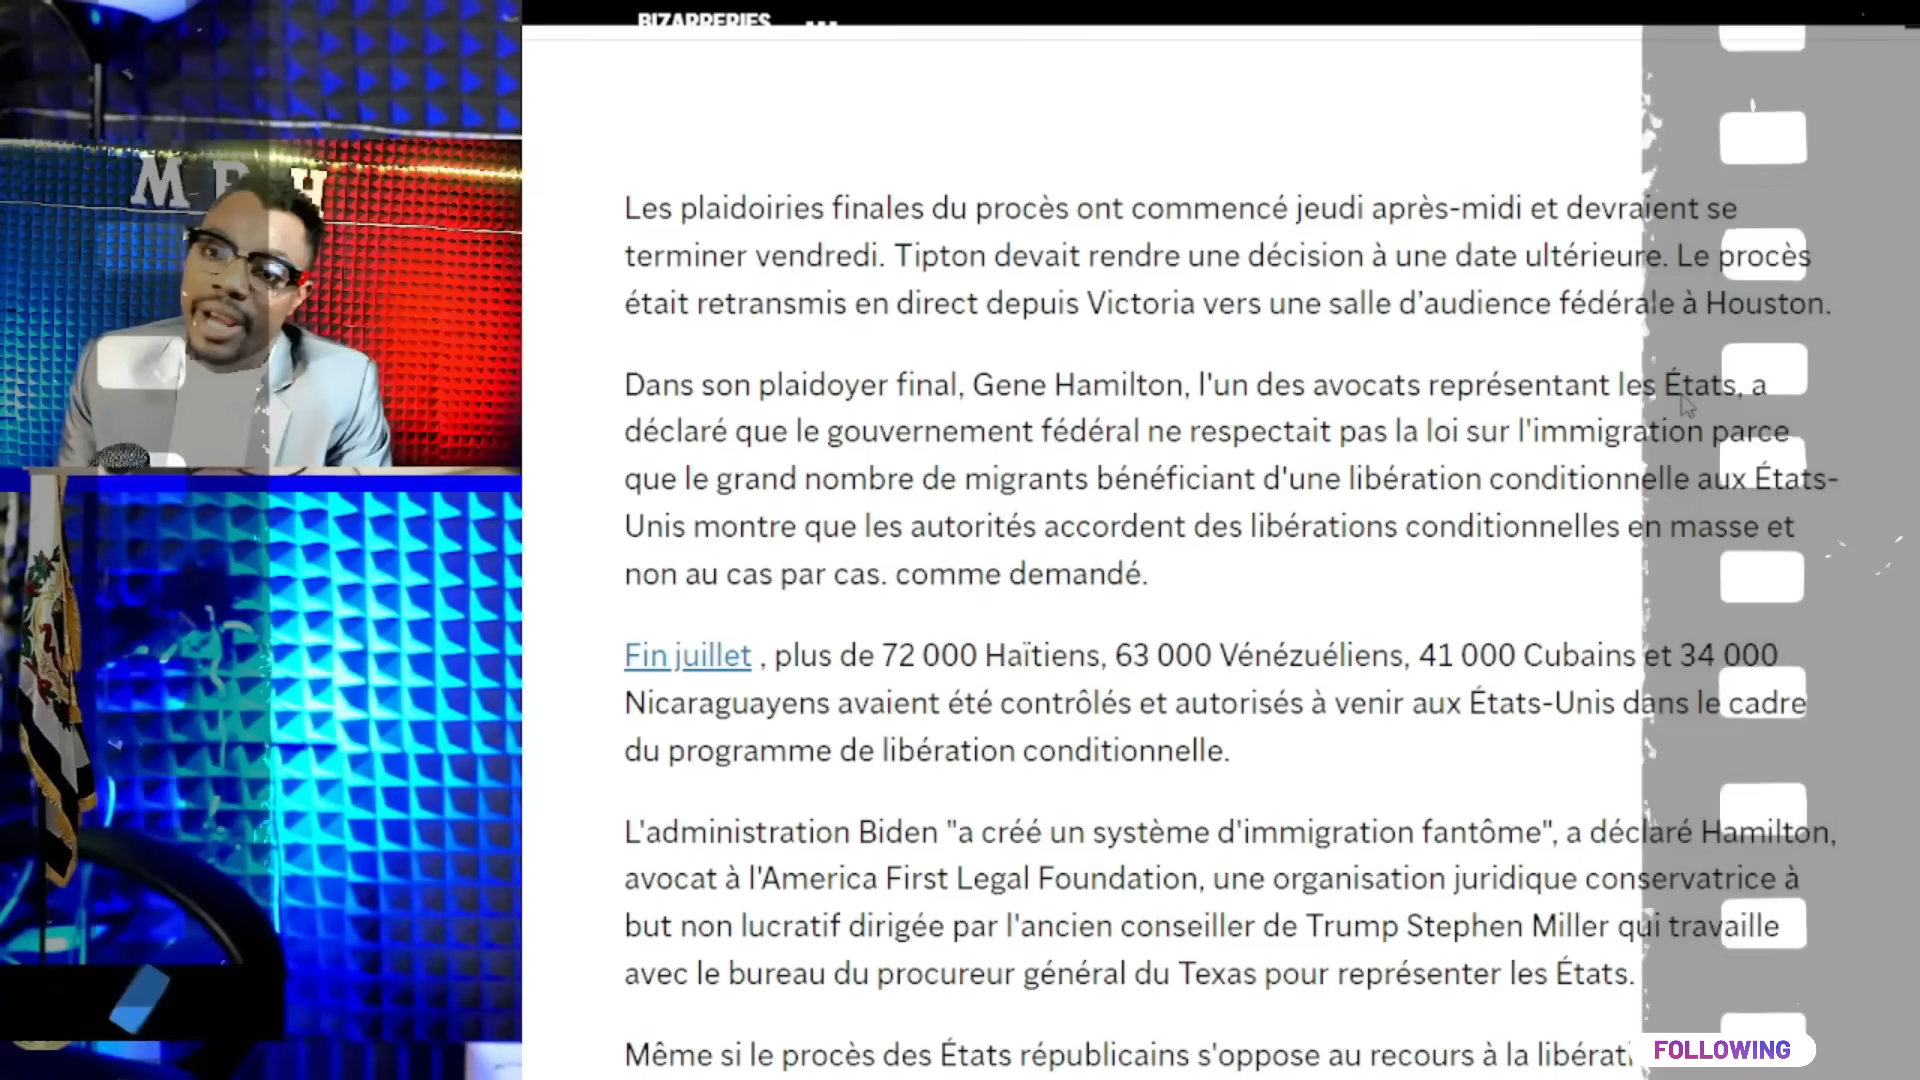 BIZARRERIES ...
M R H
Les plaidoiries finales du procès ont commencé jeudi après-midi et devraient se
terminer vendredi. Tipton devait rendre une décision à une date ultérieure. Le procès
était retransmis en direct depuis Victoria vers une salle d’audience fédérale à Houston.
Dans son plaidoyer final, Gene Hamilton, l'un des avocats représentant les États, a
déclaré que le gouvernement fédéral ne respectait pas la loi sur l'immigration parce
que le grand nombre de migrants bénéficiant d'une libération conditionnelle aux États-
Unis montre que les autorités accordent des libérations conditionnelles en masse et
non au cas par cas. comme demandé.
Fin juillet , plus de 72 000 Haïtiens, 63 000 Vénézuéliens, 41 000 Cubains et 34 000
Nicaraguayens avaient été contrôlés et autorisés à venir aux États-Unis dans le cadre
du programme de libération conditionnelle.
L'administration Biden "a créé un système d'immigration fantôme", a déclaré Hamilton,
avocat à l'America First Legal Foundation, une organisation juridique conservatrice à
but non lucratif dirigée par l'ancien conseiller de Trump Stephen Miller qui travaille
avec le bureau du procureur général du Texas pour représenter les États.
Même si le procès des États républicains s'oppose au recours à la libérati
FOLLOWING